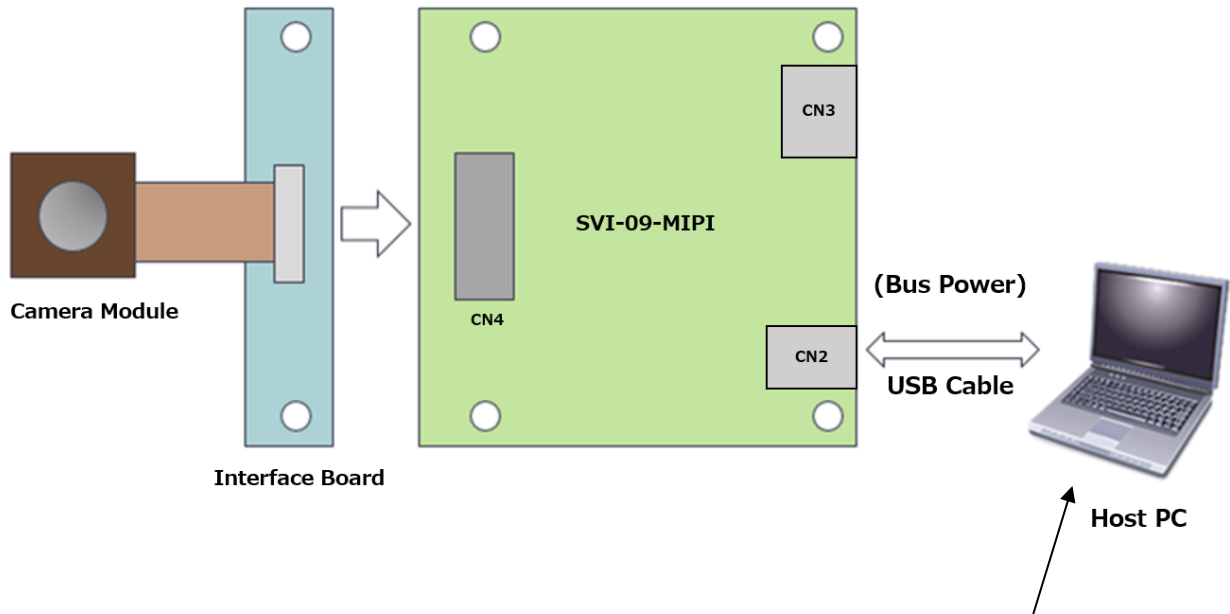 CN3
SVI-09-MIPI
(Bus Power)
Camera Module
CN4
CN2
USB Cable
Interface Board
Host PC